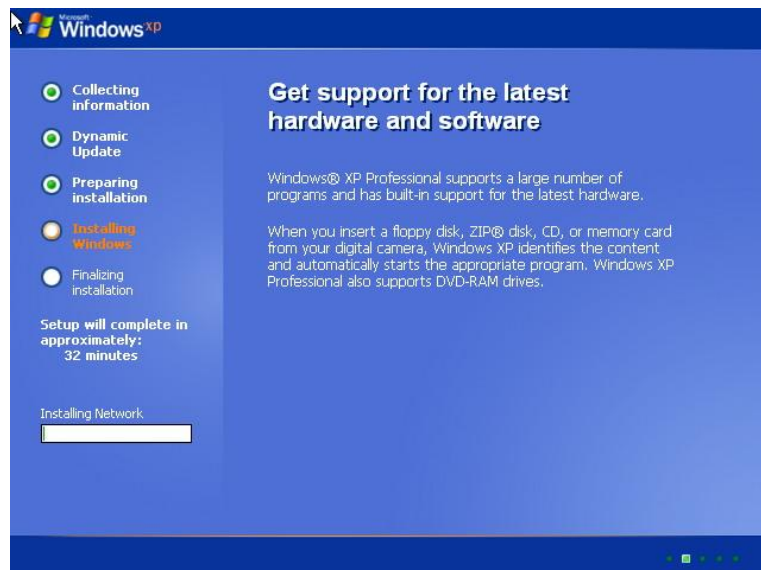 Microsoft
Windows xp
Collecting
information
Dynamic
Update
Preparing
installation
Installing
Windows
Finalizing
installation
Setup will complete in
approximately:
32 minutes
Installing Network
Get support for the latest
hardware and software
Windows® XP Professional supports a large number of
programs and has built-in support for the latest hardware.
When you insert a floppy disk, ZIP® disk, CD, or memory card
from your digital camera, Windows XP identifies the content
and automatically starts the appropriate program. Windows XP
Professional also supports DVD-RAM drives.